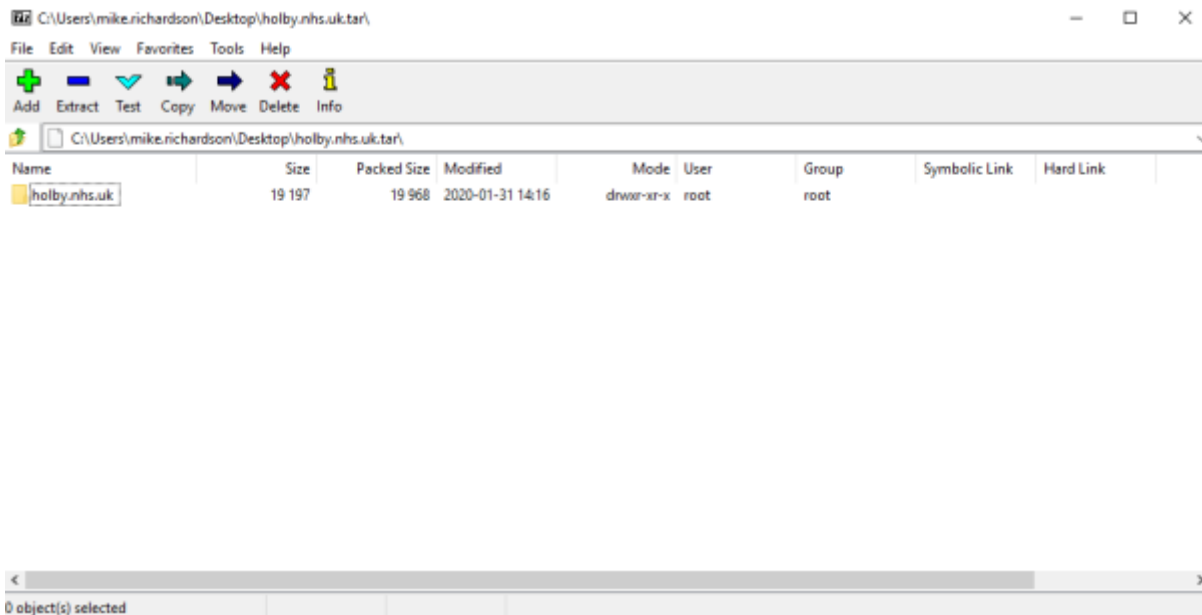 C:\Users\mike.richardson\Desktop\holby.nhs.uk.tar\
File Edit View Favorites Tools Help
Add Extract Test Copy Move Delete Info
C:\Users\mike.richardson\Desktop\holby.nhs.uk.tar\
Name Size Packed Size Modified Mode User Group Symbolic Link Hard Link
holby.nhs.uk 19 197 19 968 2020-01-31 14:16 drwxr-xr-x root root
0 object(s) selected